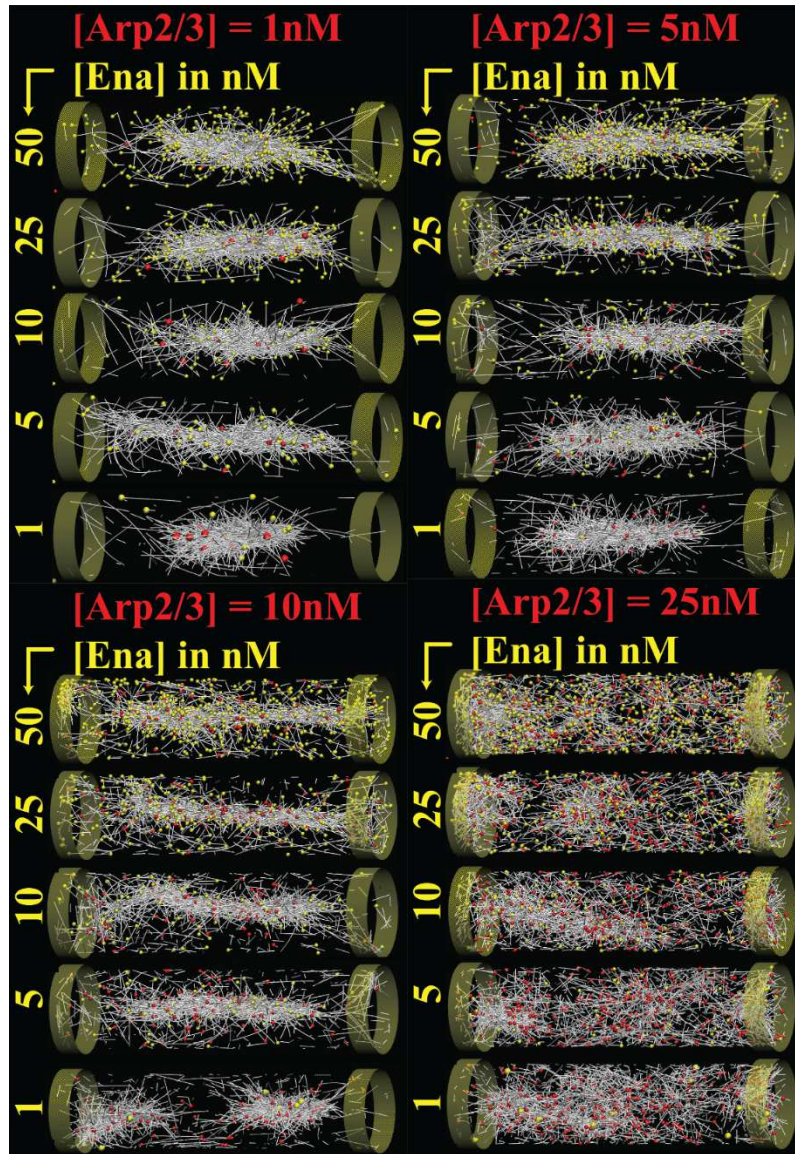 [Arp2/3] = 1nM
[Ena] in nM
50
25
10
5
1
[Arp2/3] = 5nM
[Ena] in nM
50
25
10
5
1
[Arp2/3] = 10nM
[Ena] in nM
50
25
10
5
1
[Arp2/3] = 25nM
[Ena] in nM
50
25
10
5
1